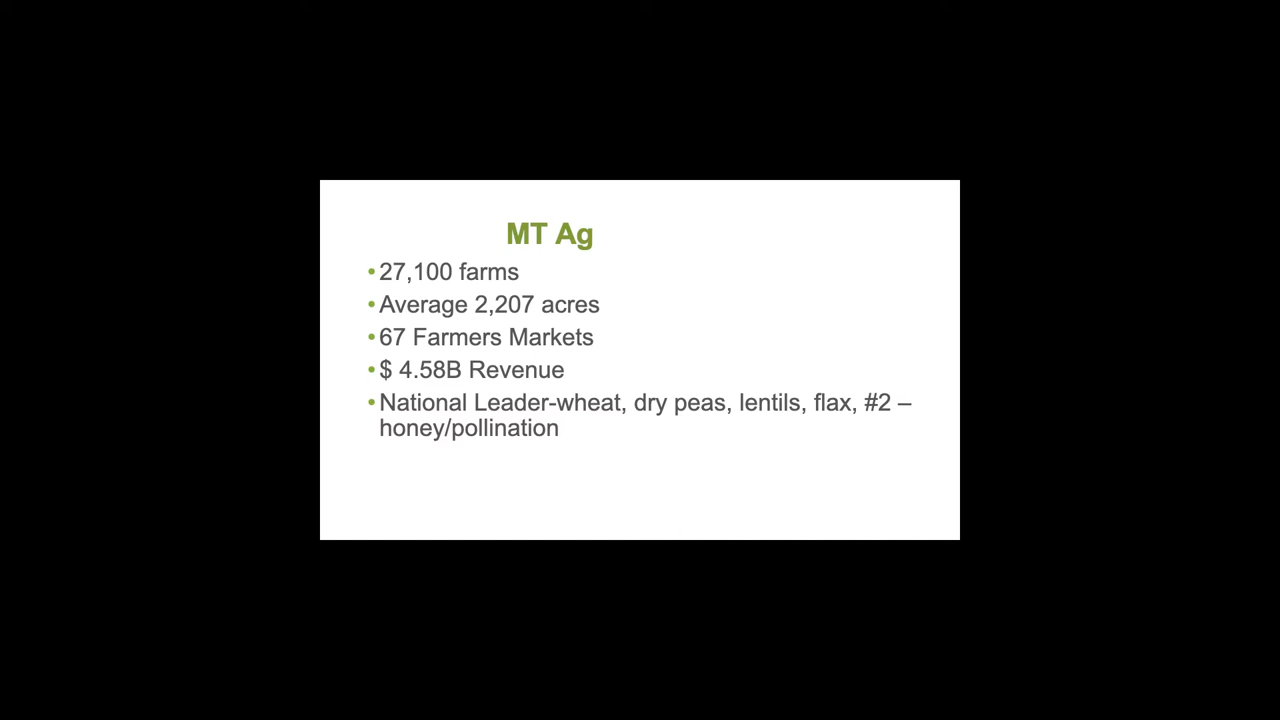 MT Ag
•27,100 farms
•Average 2,207 acres
•67 Farmers Markets
•$ 4.58B Revenue
•National Leader-wheat, dry peas, lentils, flax, #2 –
honey/pollination